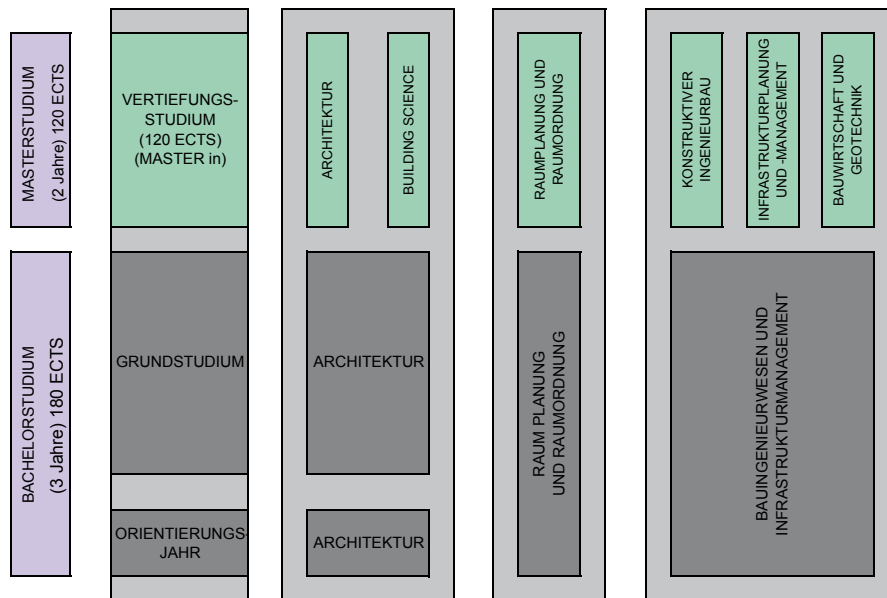 MASTERSTUDIUM
(2 Jahre) 120 ECTS
VERTIEFUNGS-
STUDIUM
(120 ECTS)
(MASTER in)
ARCHITEKTUR
BUILDING SCIENCE
RAUMPLANUNG UND
RAUMORDNUNG
KONSTRUKTIVER
INGENIEURBAU
INFRASTRUKTURPLANUNG
UND -MANAGEMENT
BAUWIRTSCHAFT UND
GEOTECHNIK
BACHELORSTUDIUM
(3 Jahre) 180 ECTS
GRUNDSTUDIUM
ARCHITEKTUR
RAUM PLANUNG
UND RAUMORDNUNG
BAUINGENIEURWESEN UND
INFRASTRUKTURMANAGEMENT
ORIENTIERUNGS-
JAHR
ARCHITEKTUR